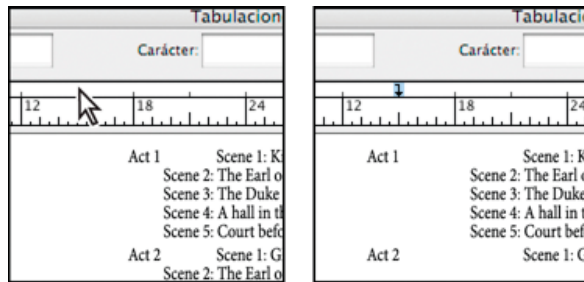 Tabulacion
Carácter:
12 18 24
Act 1 Scene 1: K
Scene 2: The Earl o
Scene 3: The Duke
Scene 4: A hall in t
Scene 5: Court befo
Act 2 Scene 1: G
Scene 2: The Earl o
Tabulaci
Carácter:
12 18 24
Act 1 Scene 1: K
Scene 2: The Earl o
Scene 3: The Duke
Scene 4: A hall in t
Scene 5: Court bef
Act 2 Scene 1: G